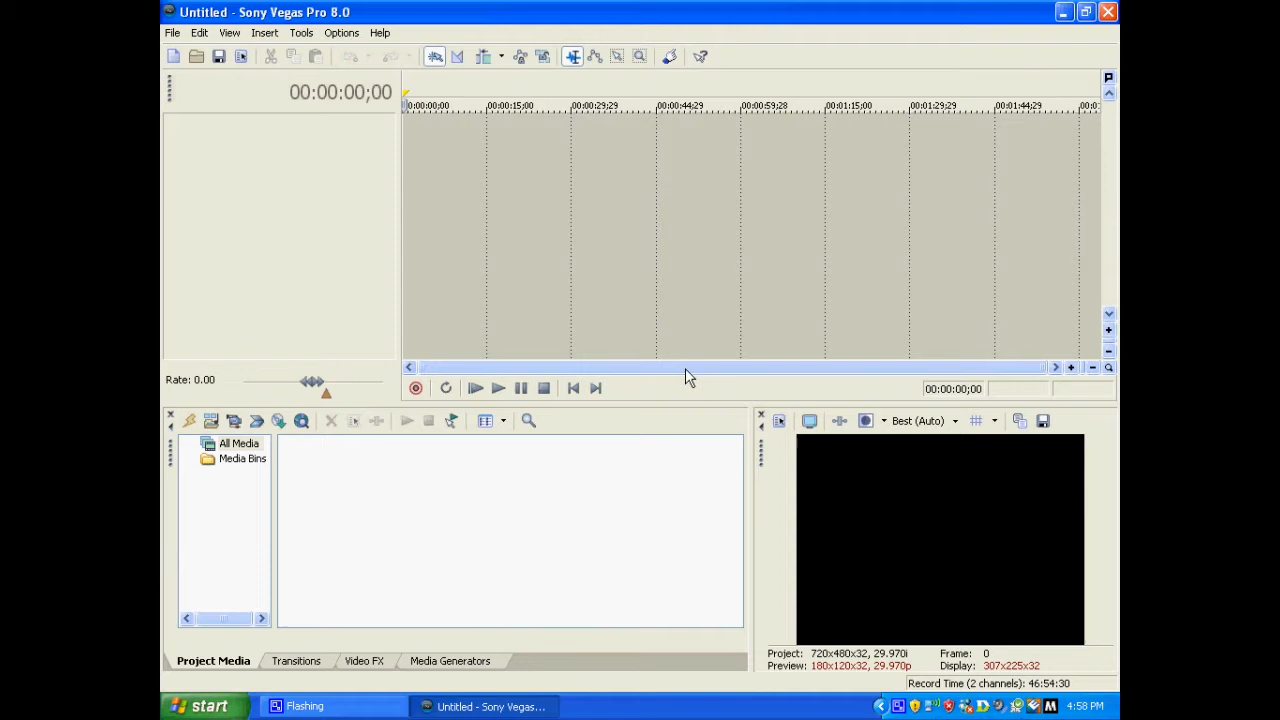 Untitled - Sony Vegas Pro 8.0
File Edit View Insert Tools Options Help
00:00:00;00
0:00:00;00 00:00:15;00 00:00:29;29 00:00:44;29 00:00:59;28 00:01:15;00 00:01:29;29 00:01:44;29 00:0
Rate: 0.00
00:00:00;00
Best (Auto)
All Media
Media Bins
Project Media Transitions Video FX Media Generators
Project: 720x480x32, 29.970i Frame: 0
Preview: 180x120x32, 29.970p Display: 307x225x32
Record Time (2 channels): 46:54:30
start Flashing Untitled - Sony Vegas... 4:58 PM